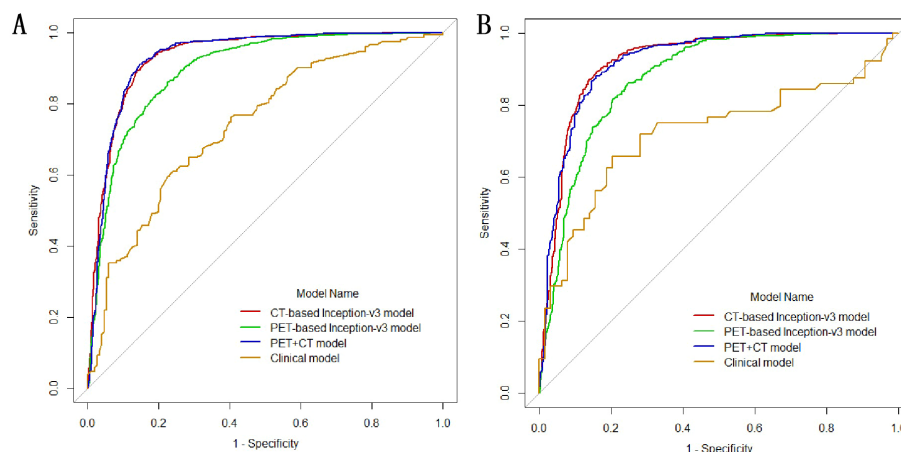 A
1.0
0.8
0.6
0.4
0.2
0.0
Sensitivity
Model Name
CT-based Inception-v3 model
PET-based Inception-v3 model
PET+CT model
Clinical model
0.0 0.2 0.4 0.6 0.8 1.0
1 - Specificity
B
1.0
0.8
0.6
0.4
0.2
0.0
Sensitivity
Model Name
CT-based Inception-v3 model
PET-based Inception-v3 model
PET+CT model
Clinical model
0.0 0.2 0.4 0.6 0.8 1.0
1 - Specificity